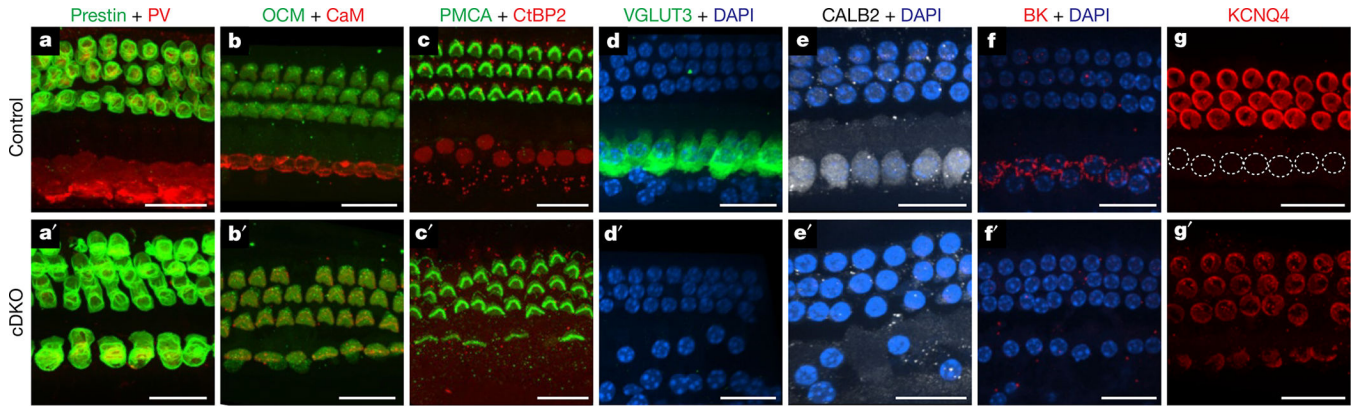 Prestin + PV OCM + CaM PMCA + CtBP2 VGLUT3 + DAPI CALB2 + DAPI BK + DAPI KCNQ4
Control a b c d e f g
cDKO a′ b′ c′ d′ e′ f′ g′